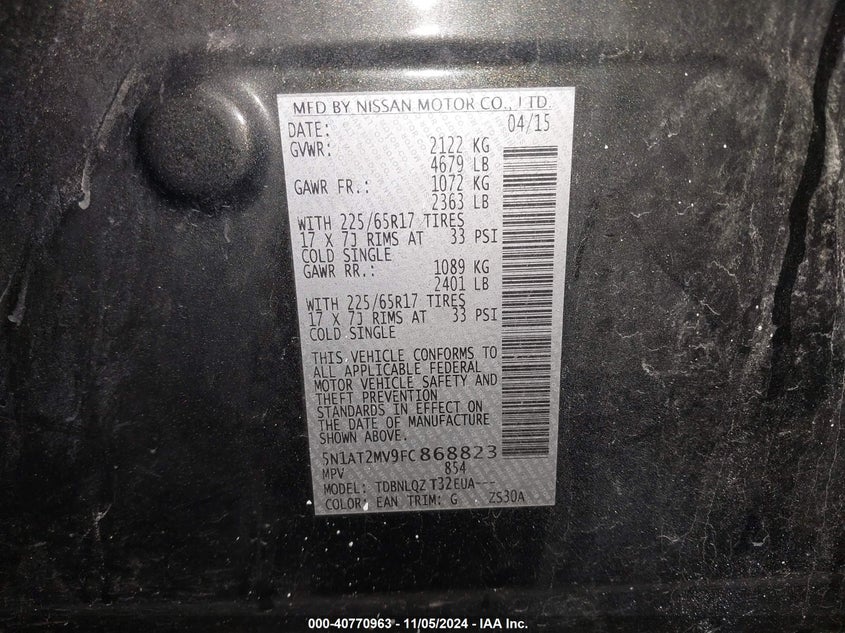 MFD BY NISSAN MOTOR CO., LTD.
DATE: 04/15
GVWR: 2122 KG
4679 LB
GAWR FR.: 1072 KG
2363 LB
WITH 225/65R17 TIRES
17 X 7J RIMS AT 33 PSI
COLD SINGLE
GAWR RR.: 1089 KG
2401 LB
WITH 225/65R17 TIRES
17 X 7J RIMS AT 33 PSI
COLD SINGLE
THIS VEHICLE CONFORMS TO
ALL APPLICABLE FEDERAL
MOTOR VEHICLE SAFETY AND
THEFT PREVENTION
STANDARDS IN EFFECT ON
THE DATE OF MANUFACTURE
SHOWN ABOVE.
5N1AT2MV9FC868823
MPV 854
MODEL: TDBNLQZ T32EUA---
COLOR: EAN TRIM: G ZS30A
000-40770963 - 11/05/2024 - IAA Inc.